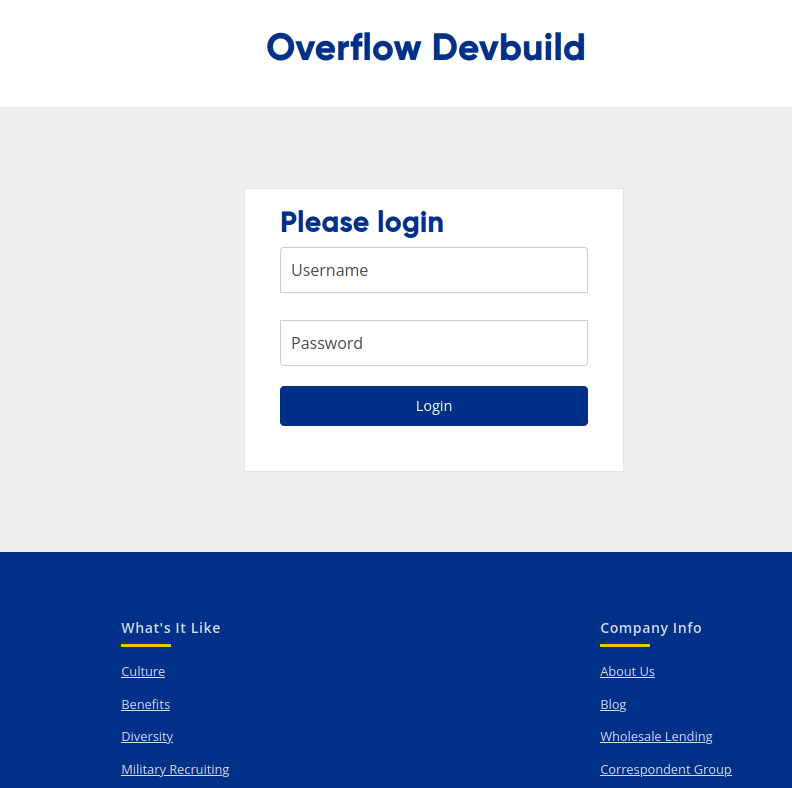 Overflow Devbuild
Please login
Username
Password
Login
What's It Like
Culture
Benefits
Diversity
Military Recruiting
Company Info
About Us
Blog
Wholesale Lending
Correspondent Group